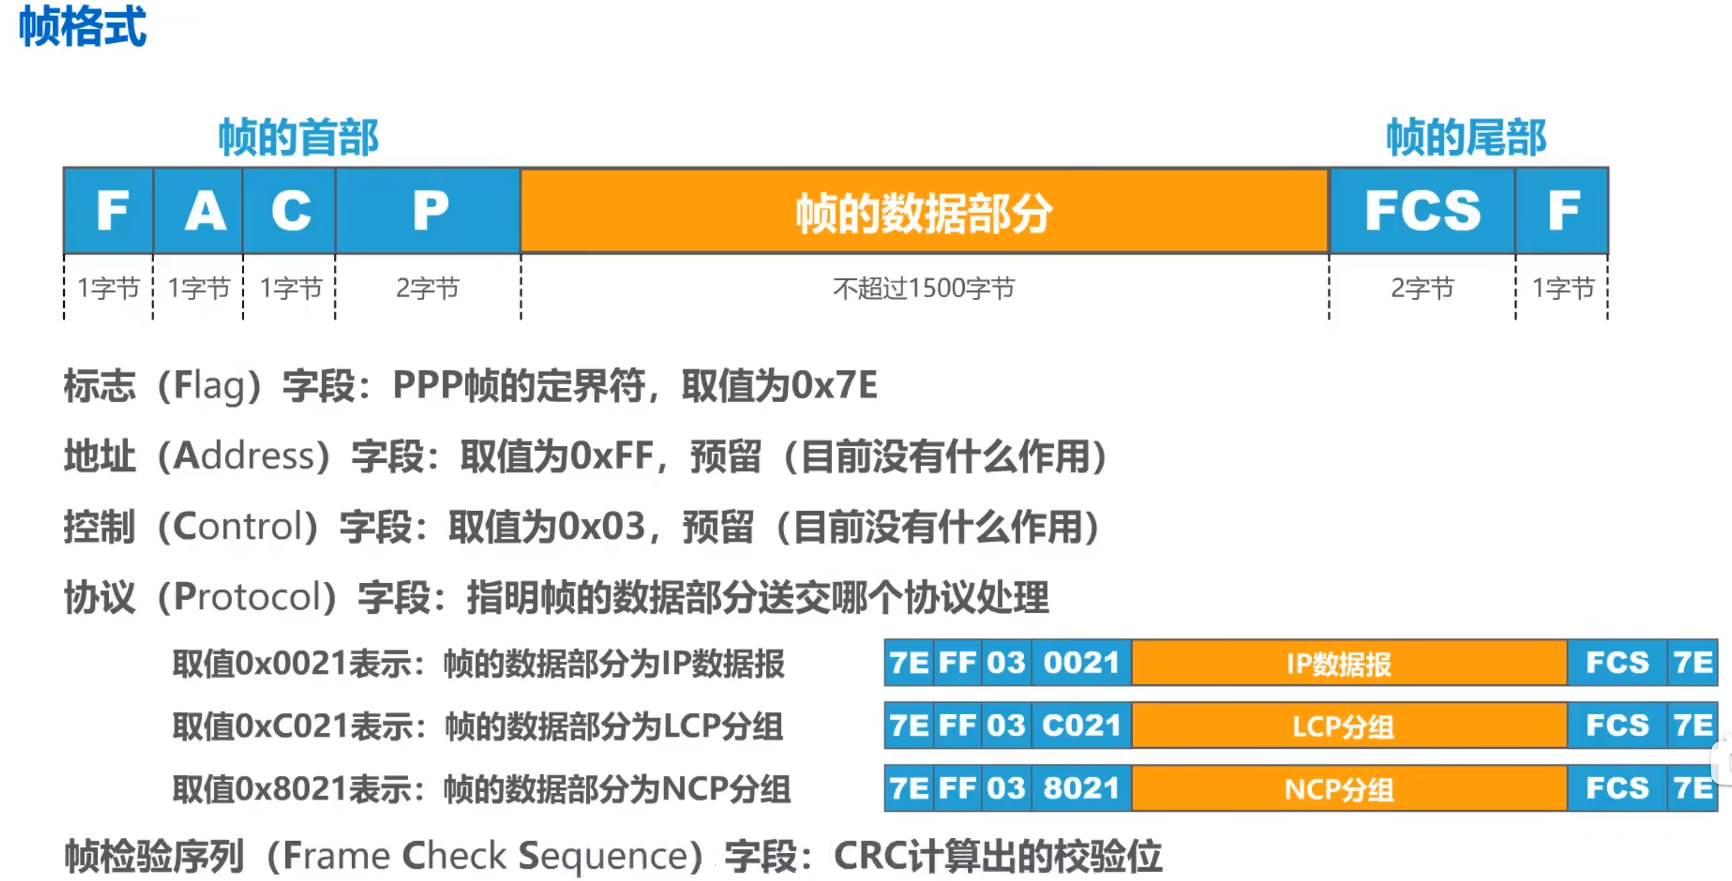 帧格式
帧的首部 帧的尾部
F A C P 帧的数据部分 FCS F
1字节 1字节 1字节 2字节 不超过1500字节 2字节 1字节
标志（Flag）字段：PPP帧的定界符，取值为0x7E
地址（Address）字段：取值为0xFF，预留（目前没有什么作用）
控制（Control）字段：取值为0x03，预留（目前没有什么作用）
协议（Protocol）字段：指明帧的数据部分送交哪个协议处理
取值0x0021表示：帧的数据部分为IP数据报 7E FF 03 0021 IP数据报 FCS 7E
取值0xC021表示：帧的数据部分为LCP分组 7E FF 03 C021 LCP分组 FCS 7E
取值0x8021表示：帧的数据部分为NCP分组 7E FF 03 8021 NCP分组 FCS 7E
帧检验序列（Frame Check Sequence）字段：CRC计算出的校验位